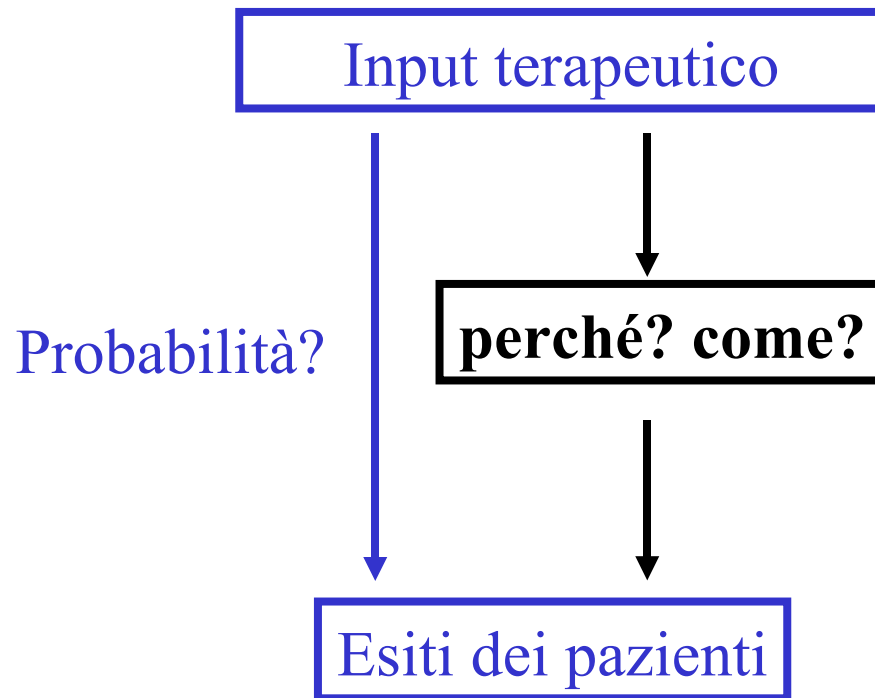 Input terapeutico
Probabilità?
perché? come?
Esiti dei pazienti